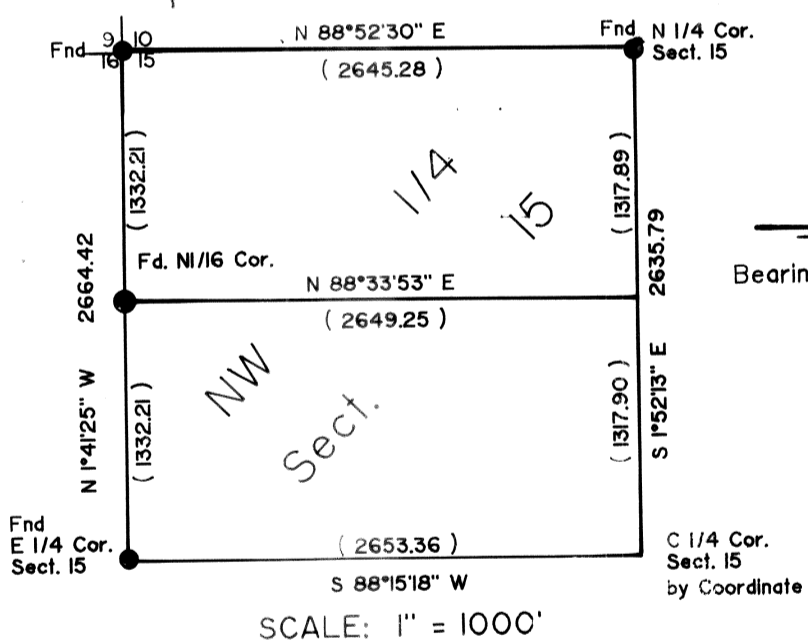 9 10
16 15
Fnd
N 88°52'30" E
( 2645.28 )
Fnd
N 1/4 Cor.
Sect. 15
( 1332.21 )
( 1317.89 )
1/4
15
2664.42
2635.79
Fd. N1/16 Cor.
Bearin
N 88°33'53" E
( 2649.25 )
NW
Sect.
N 1°41'25" W
( 1332.21 )
( 1317.90 )
S 1°52'13" E
Fnd
E 1/4 Cor.
Sect. 15
( 2653.36 )
S 88°15'18" W
C 1/4 Cor.
Sect. 15
by Coordinate
SCALE: 1" = 1000'